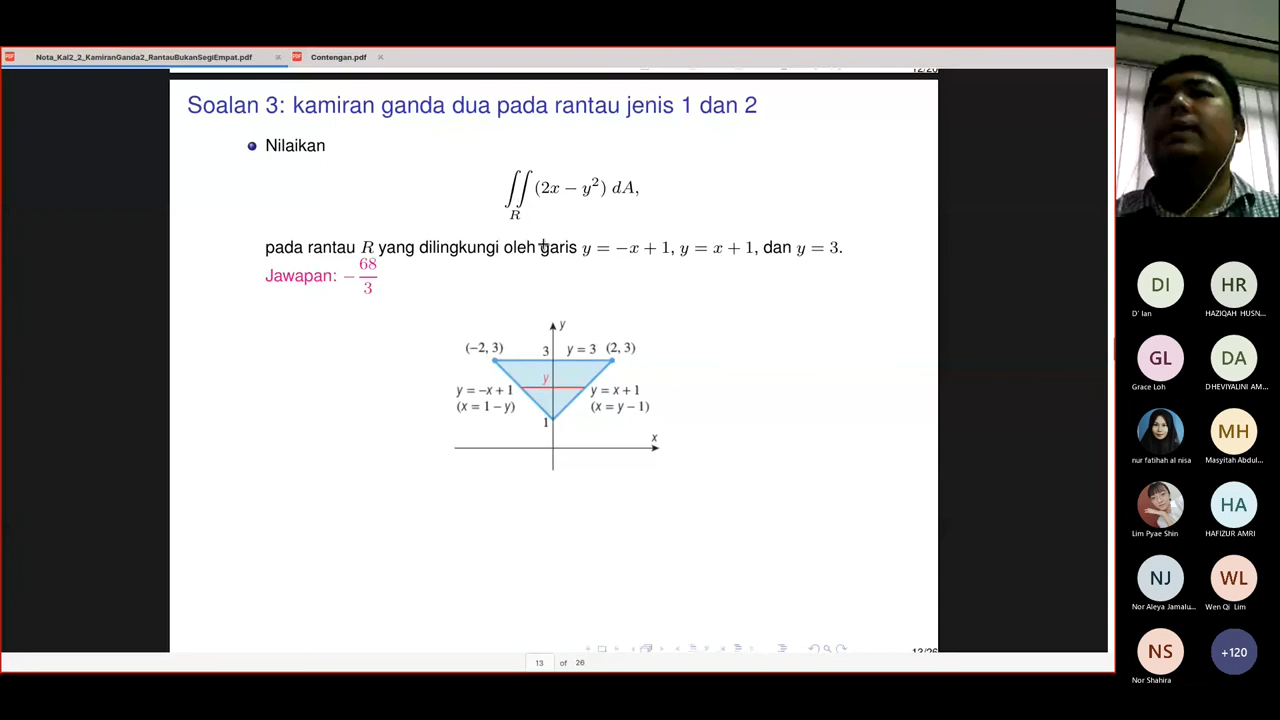 Nota_Kal2_2_KamiranGanda2_RantauBukanSegiEmpat.pdf
Contengan.pdf
Soalan 3: kamiran ganda dua pada rantau jenis 1 dan 2
Nilaikan
∬_R (2x − y²) dA,
pada rantau R yang dilingkungi oleh garis y = −x + 1, y = x + 1, dan y = 3.
Jawapan: −68/3
y
(−2, 3) 3 y = 3 (2, 3)
y
y = −x + 1 y = x + 1
(x = 1 − y) (x = y − 1)
1
x
13/26
13 of 26
DI
D' Ian
HR
HAZIQAH HUSN...
GL
Grace Loh
DA
DHEVIYALINI AM...
nur fatihah al nisa
MH
Masyitah Abdul...
Lim Pyae Shin
HA
HAFIZUR AMRI
NJ
Nor Aleya Jamalu...
WL
Wen Qi Lim
NS
Nor Shahira
+120